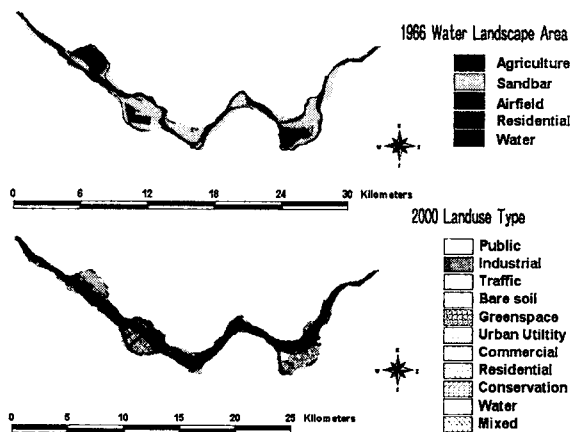 1966 Water Landscape Area
Agriculture
Sandbar
Airfield
Residential
Water
0 6 12 18 24 30 Kilometers
2000 Landuse Type
Public
Industrial
Traffic
Bare soil
Greenspace
Urban Utiltity
Commercial
Residential
Conservation
Water
Mixed
0 5 10 15 20 25 Kilometers